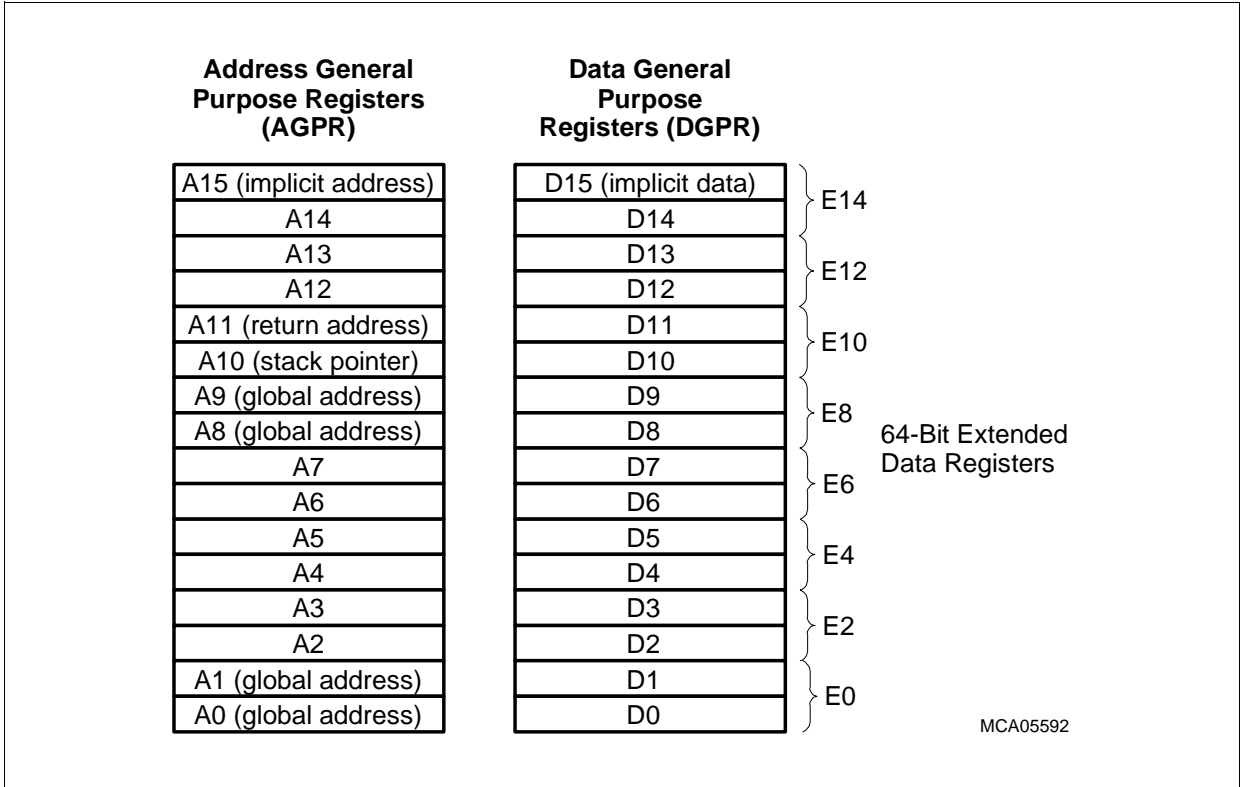 Address General
Purpose Registers
(AGPR)
Data General
Purpose
Registers (DGPR)
A15 (implicit address)
A14
A13
A12
A11 (return address)
A10 (stack pointer)
A9 (global address)
A8 (global address)
A7
A6
A5
A4
A3
A2
A1 (global address)
A0 (global address)
D15 (implicit data)
D14
D13
D12
D11
D10
D9
D8
D7
D6
D5
D4
D3
D2
D1
D0
E14
E12
E10
E8
E6
E4
E2
E0
64-Bit Extended
Data Registers
MCA05592